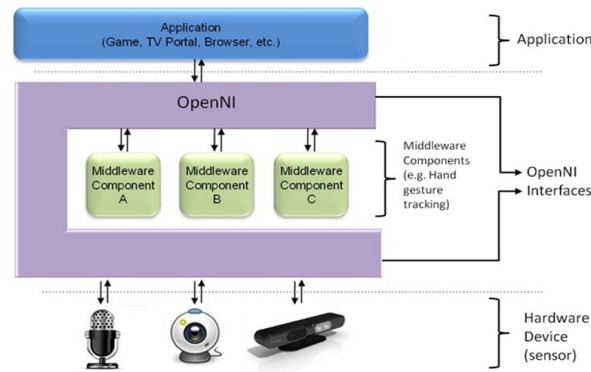 Application
(Game, TV Portal, Browser, etc.)
Application
OpenNI
Middleware
Component
A
Middleware
Component
B
Middleware
Component
C
Middleware
Components
(e.g. Hand
gesture
tracking)
OpenNI
Interfaces
Hardware
Device
(sensor)